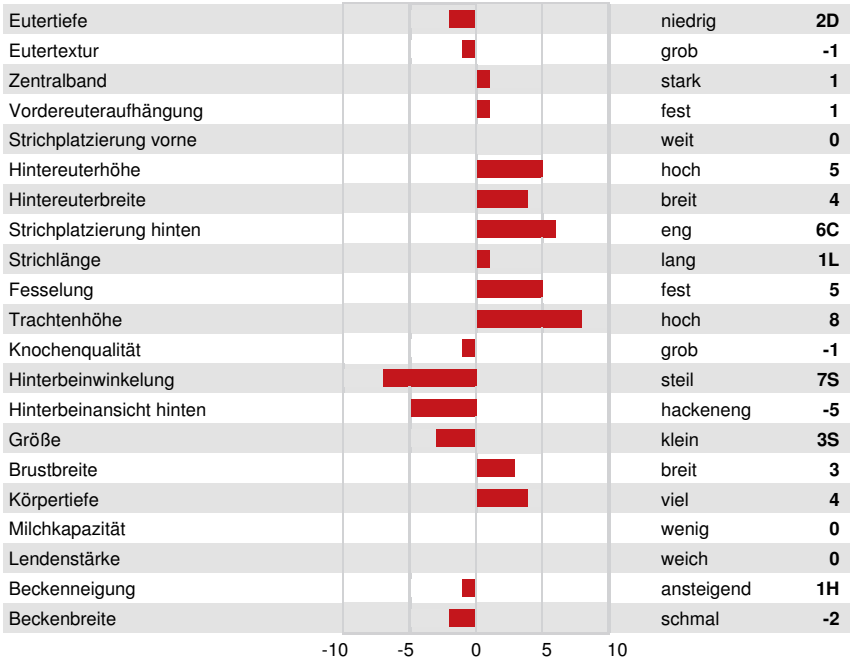 Eutertiefe niedrig 2D
Eutertextur grob -1
Zentralband stark 1
Vordereuteraufhängung fest 1
Strichplatzierung vorne weit 0
Hintereuterhöhe hoch 5
Hintereuterbreite breit 4
Strichplatzierung hinten eng 6C
Strichlänge lang 1L
Fesselung fest 5
Trachtenhöhe hoch 8
Knochenqualität grob -1
Hinterbeinwinkelung steil 7S
Hinterbeinansicht hinten hackeneng -5
Größe klein 3S
Brustbreite breit 3
Körpertiefe viel 4
Milchkapazität wenig 0
Lendenstärke weich 0
Beckenneigung ansteigend 1H
Beckenbreite schmal -2
-10 -5 0 5 10